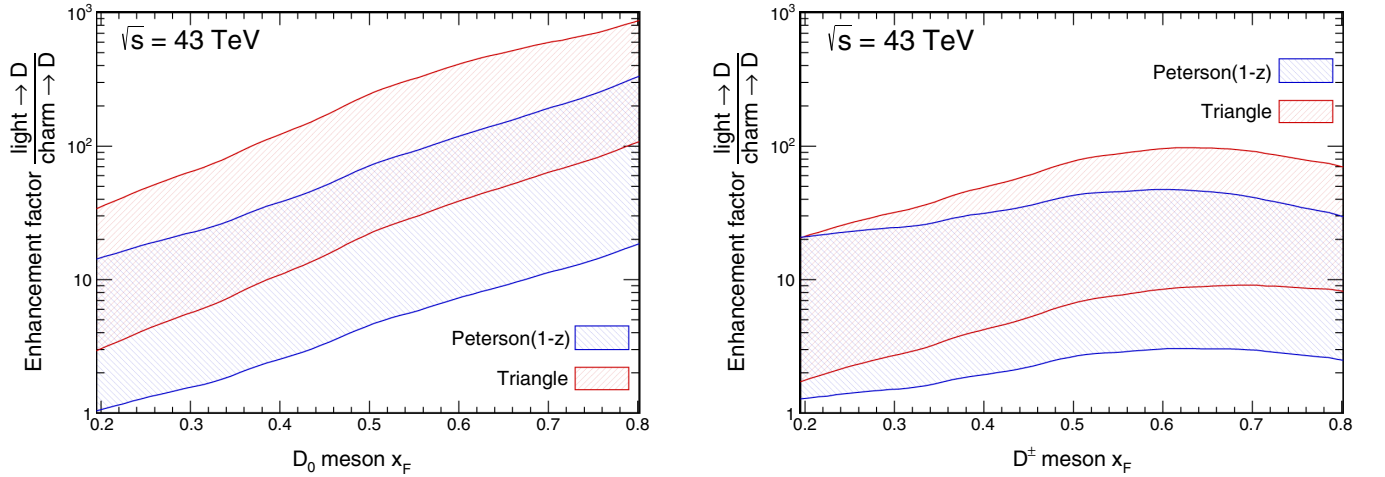 √s = 43 TeV
Enhancement factor light → D / charm → D
10³
10²
10
1
Peterson(1-z)
Triangle
0.2 0.3 0.4 0.5 0.6 0.7 0.8
D₀ meson x_F
√s = 43 TeV
Enhancement factor light → D / charm → D
10³
10²
10
1
Peterson(1-z)
Triangle
0.2 0.3 0.4 0.5 0.6 0.7 0.8
D± meson x_F